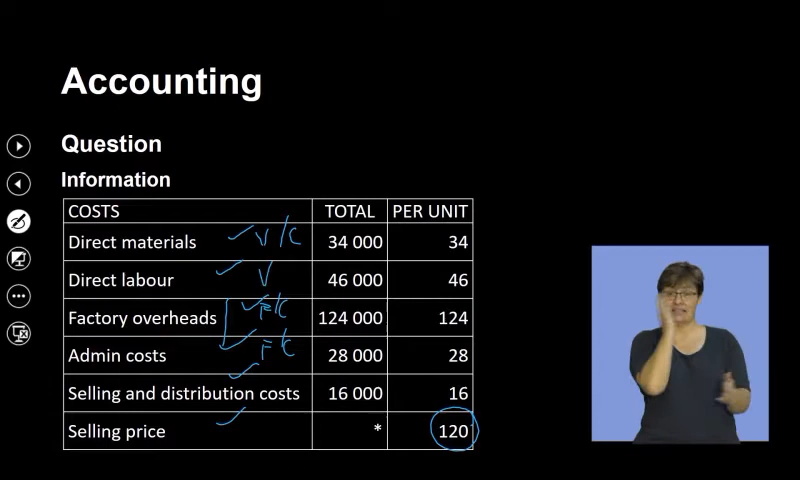 Accounting
Question
Information
COSTS TOTAL PER UNIT
Direct materials V/C 34 000 34
Direct labour V 46 000 46
Factory overheads F/C 124 000 124
Admin costs FC 28 000 28
Selling and distribution costs 16 000 16
Selling price * 120